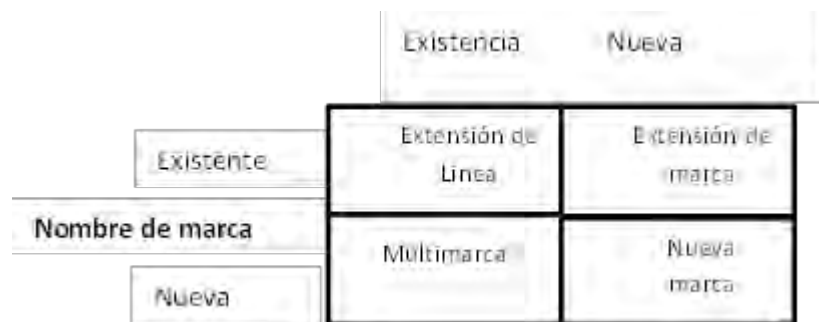 Existencia Nueva
Existente
Extensión de
Línea
Extensión de
marca
Nombre de marca
Multimarca
Nueva
marca
Nueva